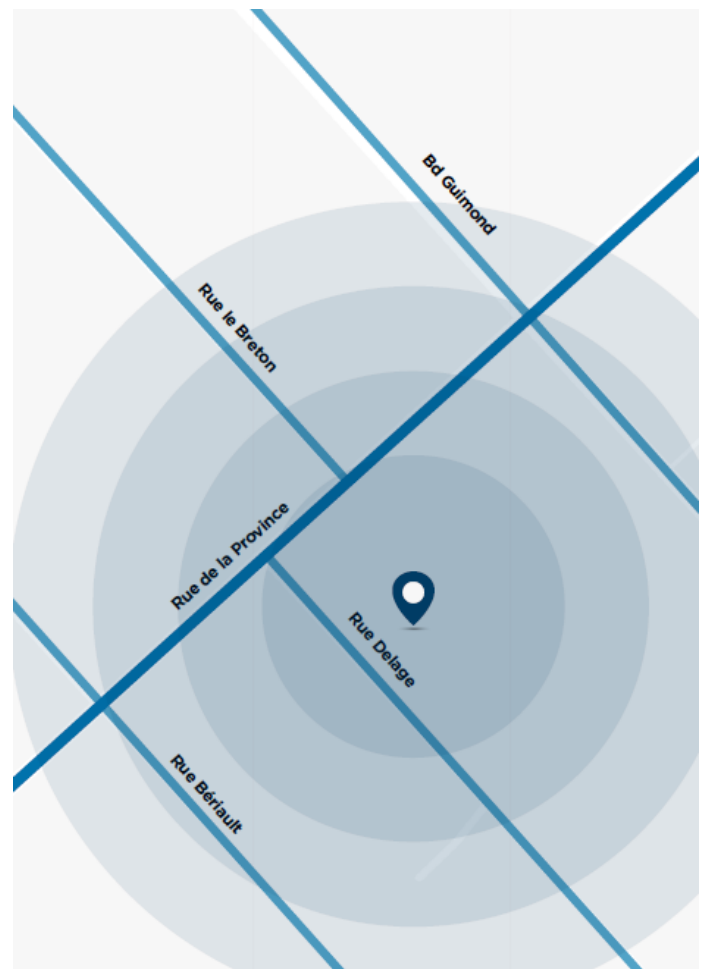 Bd Guimond
Rue le Breton
Rue de la Province
Rue Delage
Rue Bériault